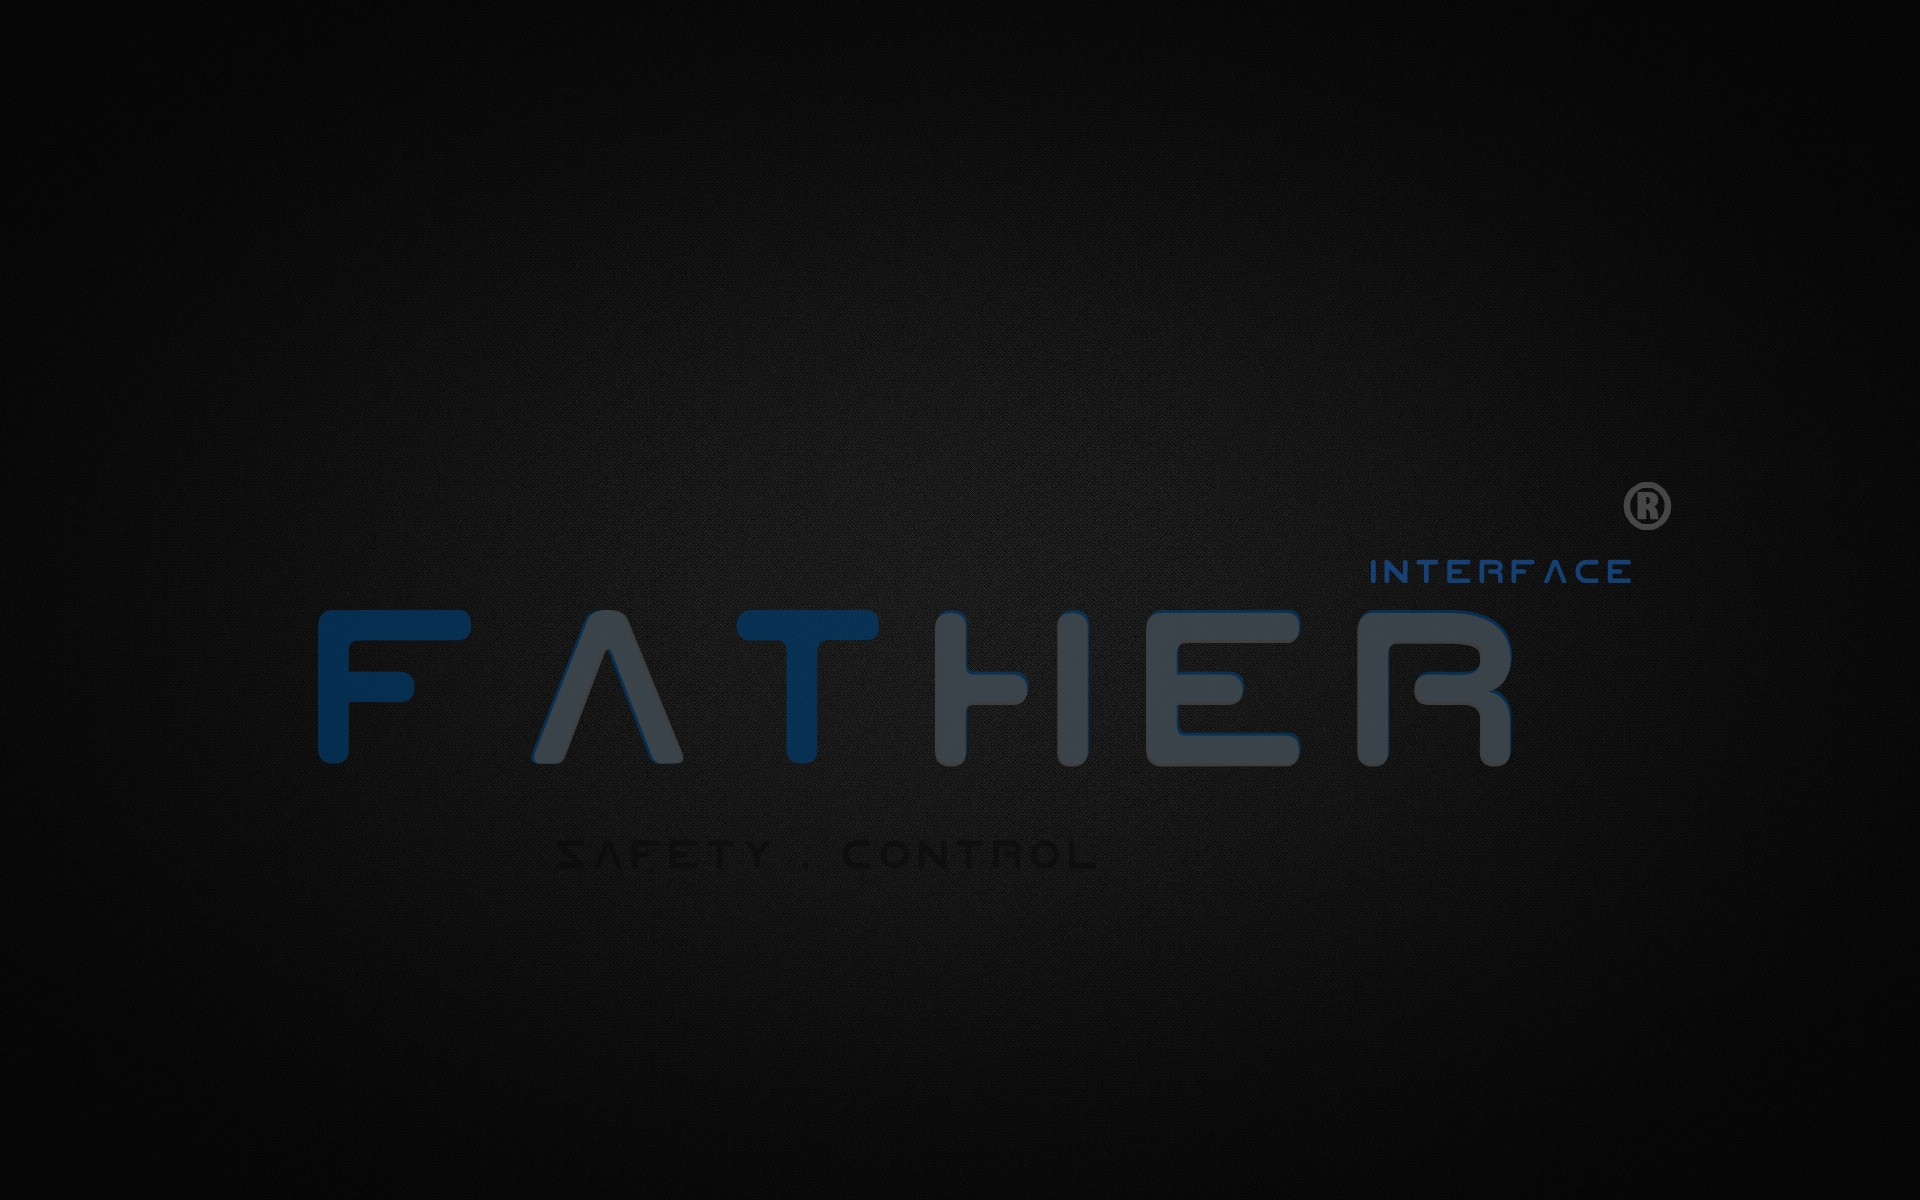 ®
INTERFACE
FATHER
SAFETY . CONTROL